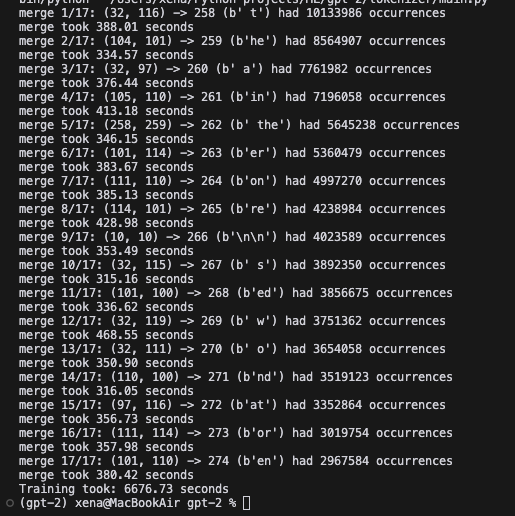 merge 1/17: (32, 116) -> 258 (b' t') had 10133986 occurrences
merge took 388.01 seconds
merge 2/17: (104, 101) -> 259 (b'he') had 8564907 occurrences
merge took 334.57 seconds
merge 3/17: (32, 97) -> 260 (b' a') had 7761982 occurrences
merge took 376.44 seconds
merge 4/17: (105, 110) -> 261 (b'in') had 7196058 occurrences
merge took 413.18 seconds
merge 5/17: (258, 259) -> 262 (b' the') had 5645238 occurrences
merge took 346.15 seconds
merge 6/17: (101, 114) -> 263 (b'er') had 5360479 occurrences
merge took 383.67 seconds
merge 7/17: (111, 110) -> 264 (b'on') had 4997270 occurrences
merge took 385.13 seconds
merge 8/17: (114, 101) -> 265 (b're') had 4238984 occurrences
merge took 428.98 seconds
merge 9/17: (10, 10) -> 266 (b'\n\n') had 4023589 occurrences
merge took 353.49 seconds
merge 10/17: (32, 115) -> 267 (b' s') had 3892350 occurrences
merge took 315.16 seconds
merge 11/17: (101, 100) -> 268 (b'ed') had 3856675 occurrences
merge took 336.62 seconds
merge 12/17: (32, 119) -> 269 (b' w') had 3751362 occurrences
merge took 468.55 seconds
merge 13/17: (32, 111) -> 270 (b' o') had 3654058 occurrences
merge took 350.90 seconds
merge 14/17: (110, 100) -> 271 (b'nd') had 3519123 occurrences
merge took 316.05 seconds
merge 15/17: (97, 116) -> 272 (b'at') had 3352864 occurrences
merge took 356.73 seconds
merge 16/17: (111, 114) -> 273 (b'or') had 3019754 occurrences
merge took 357.98 seconds
merge 17/17: (101, 110) -> 274 (b'en') had 2967584 occurrences
merge took 380.42 seconds
Training took: 6676.73 seconds
(gpt-2) xena@MacBookAir gpt-2 %